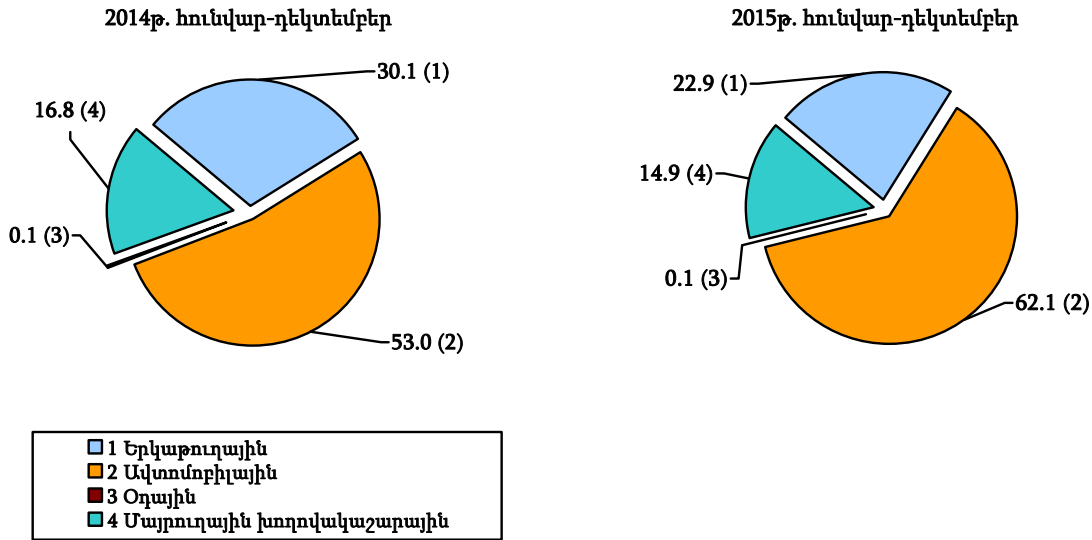 2014թ. հունվար-դեկտեմբեր
30.1 (1)
16.8 (4)
0.1 (3)
53.0 (2)
2015թ. հունվար-դեկտեմբեր
22.9 (1)
14.9 (4)
0.1 (3)
62.1 (2)
1 Երկաթուղային
2 Ավտոմոբիլային
3 Օդային
4 Մայրուղային խողովակաշարային